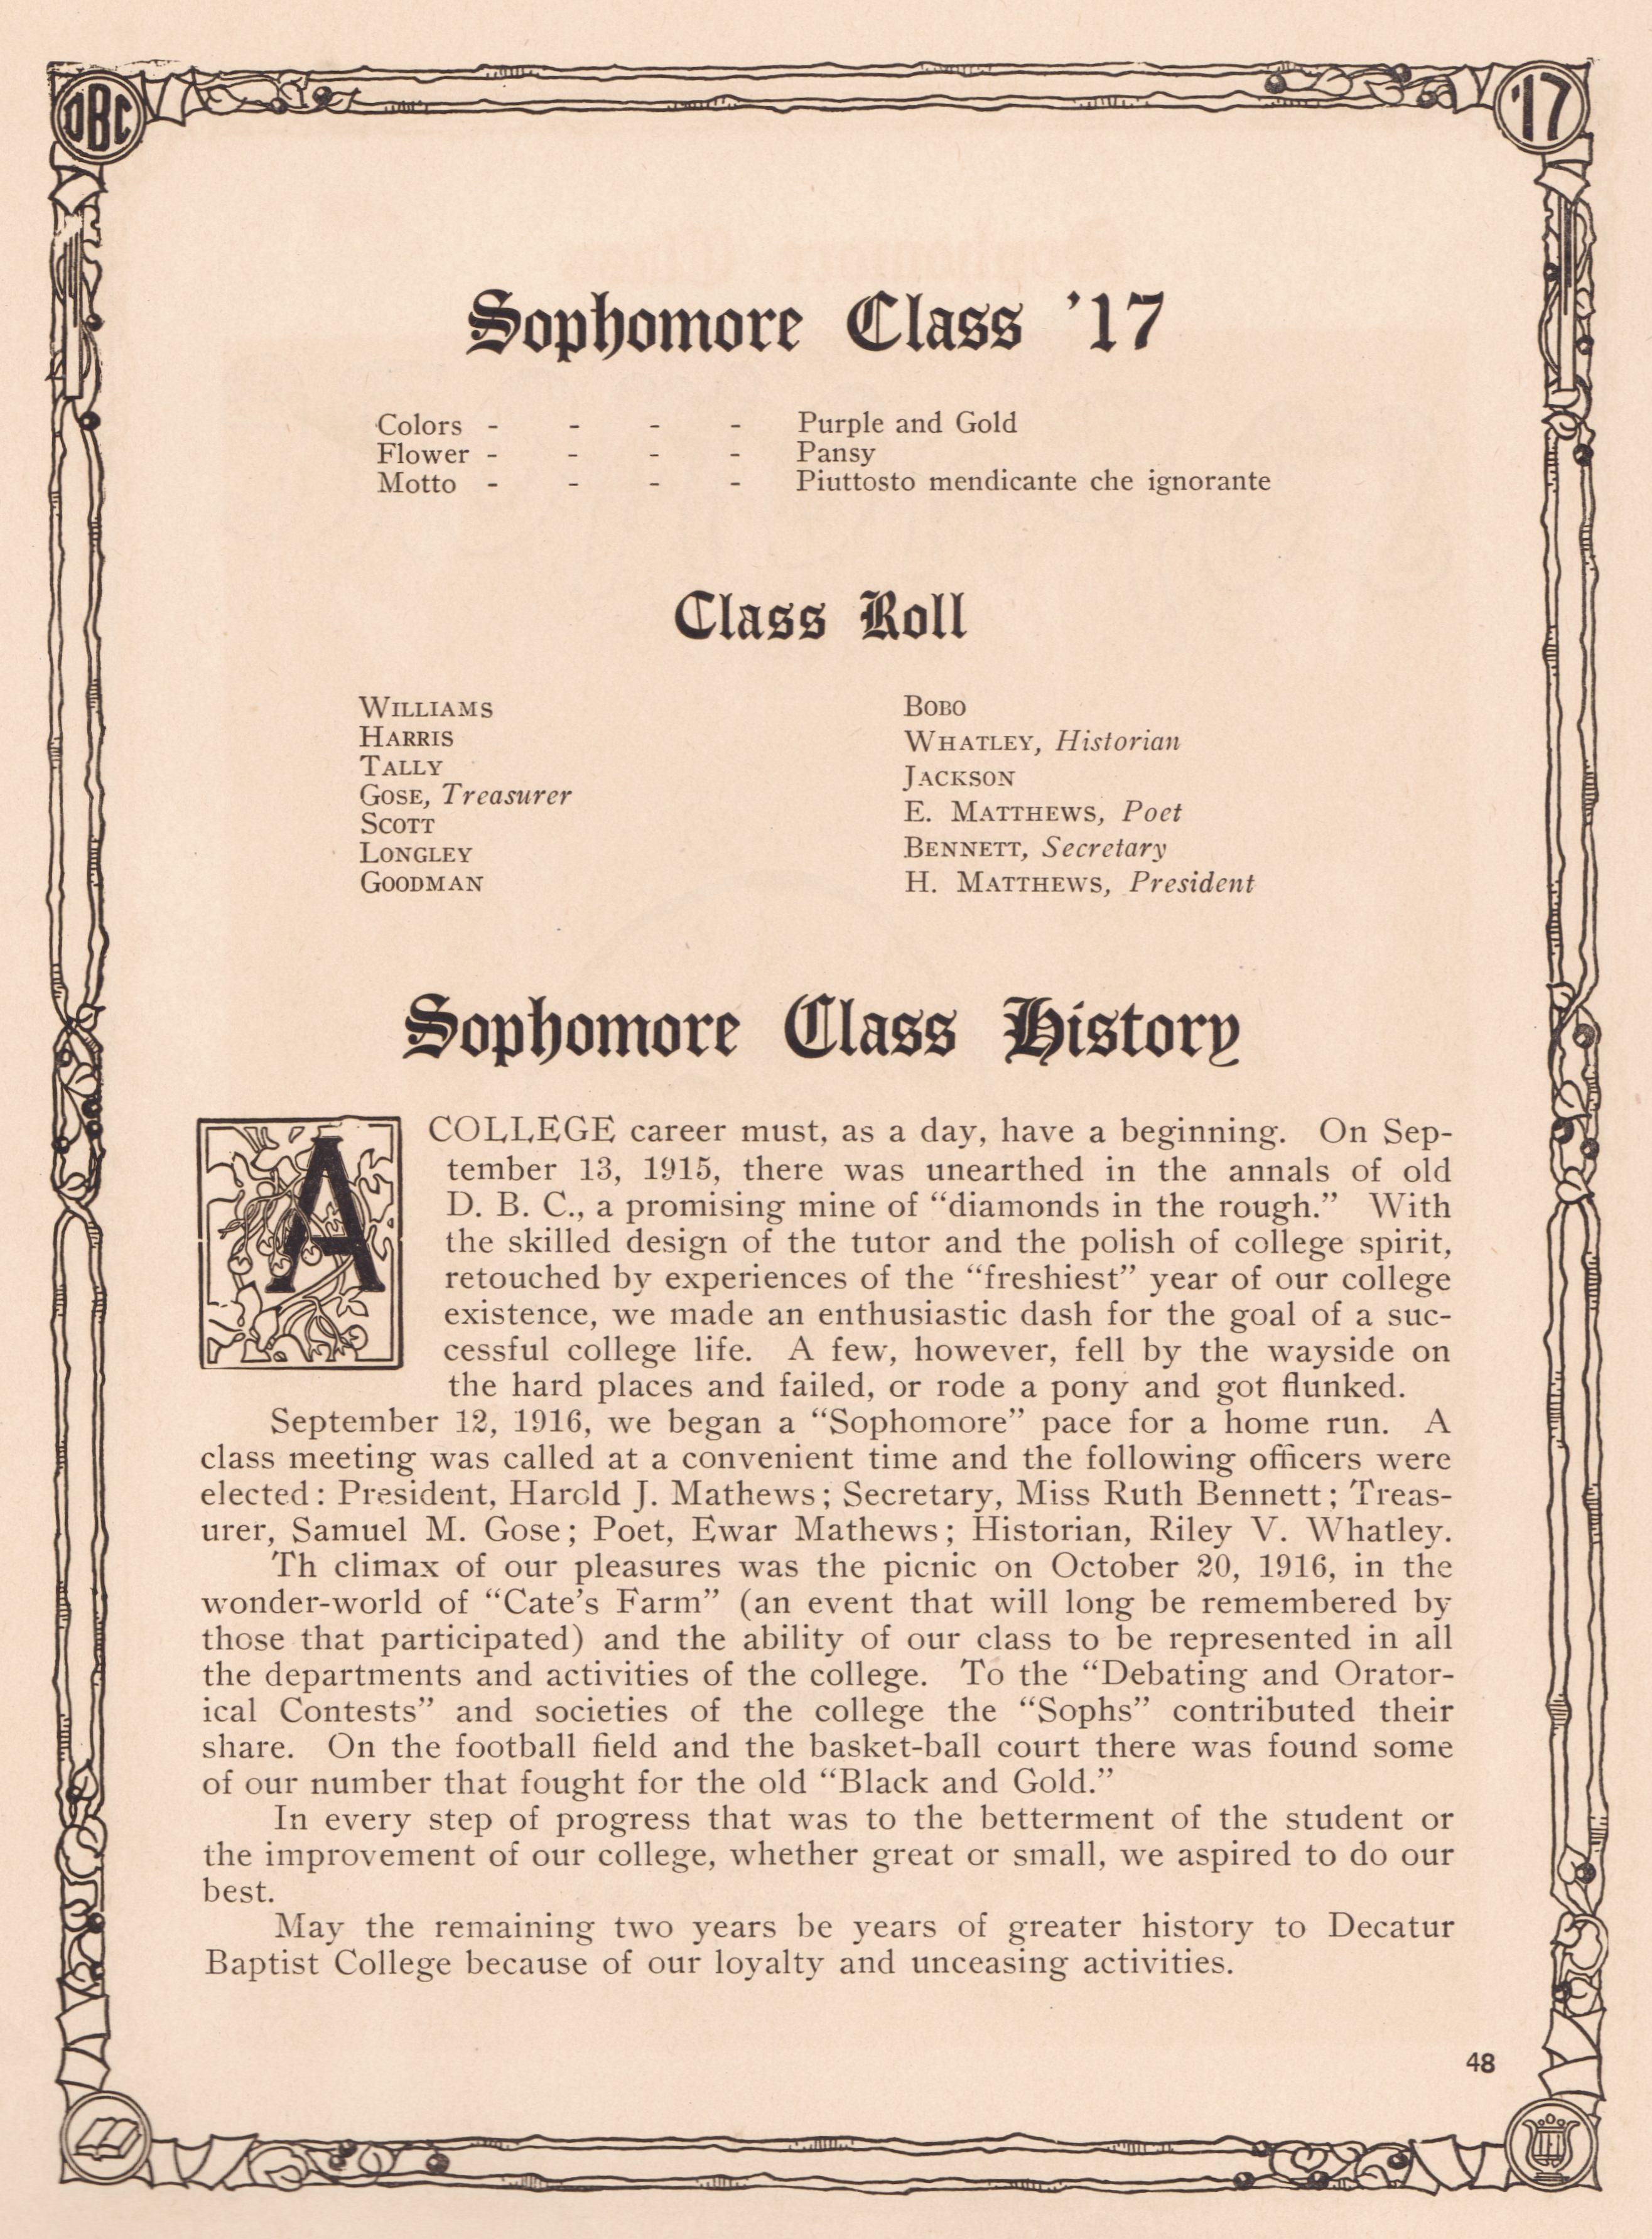 DBC
'17
Sophomore Class '17
Colors - - - - Purple and Gold
Flower - - - - Pansy
Motto - - - - Piuttosto mendicante che ignorante
Class Roll
WILLIAMS
HARRIS
TALLY
GOSE, Treasurer
SCOTT
LONGLEY
GOODMAN
BOBO
WHATLEY, Historian
JACKSON
E. MATTHEWS, Poet
BENNETT, Secretary
H. MATTHEWS, President
Sophomore Class History
A COLLEGE career must, as a day, have a beginning. On Sep-
tember 13, 1915, there was unearthed in the annals of old
D. B. C., a promising mine of "diamonds in the rough." With
the skilled design of the tutor and the polish of college spirit,
retouched by experiences of the "freshiest" year of our college
existence, we made an enthusiastic dash for the goal of a suc-
cessful college life. A few, however, fell by the wayside on
the hard places and failed, or rode a pony and got flunked.
September 12, 1916, we began a "Sophomore" pace for a home run. A
class meeting was called at a convenient time and the following officers were
elected: President, Harold J. Mathews; Secretary, Miss Ruth Bennett; Treas-
urer, Samuel M. Gose; Poet, Ewar Mathews; Historian, Riley V. Whatley.
Th climax of our pleasures was the picnic on October 20, 1916, in the
wonder-world of "Cate's Farm" (an event that will long be remembered by
those that participated) and the ability of our class to be represented in all
the departments and activities of the college. To the "Debating and Orator-
ical Contests" and societies of the college the "Sophs" contributed their
share. On the football field and the basket-ball court there was found some
of our number that fought for the old "Black and Gold."
In every step of progress that was to the betterment of the student or
the improvement of our college, whether great or small, we aspired to do our
best.
May the remaining two years be years of greater history to Decatur
Baptist College because of our loyalty and unceasing activities.
48